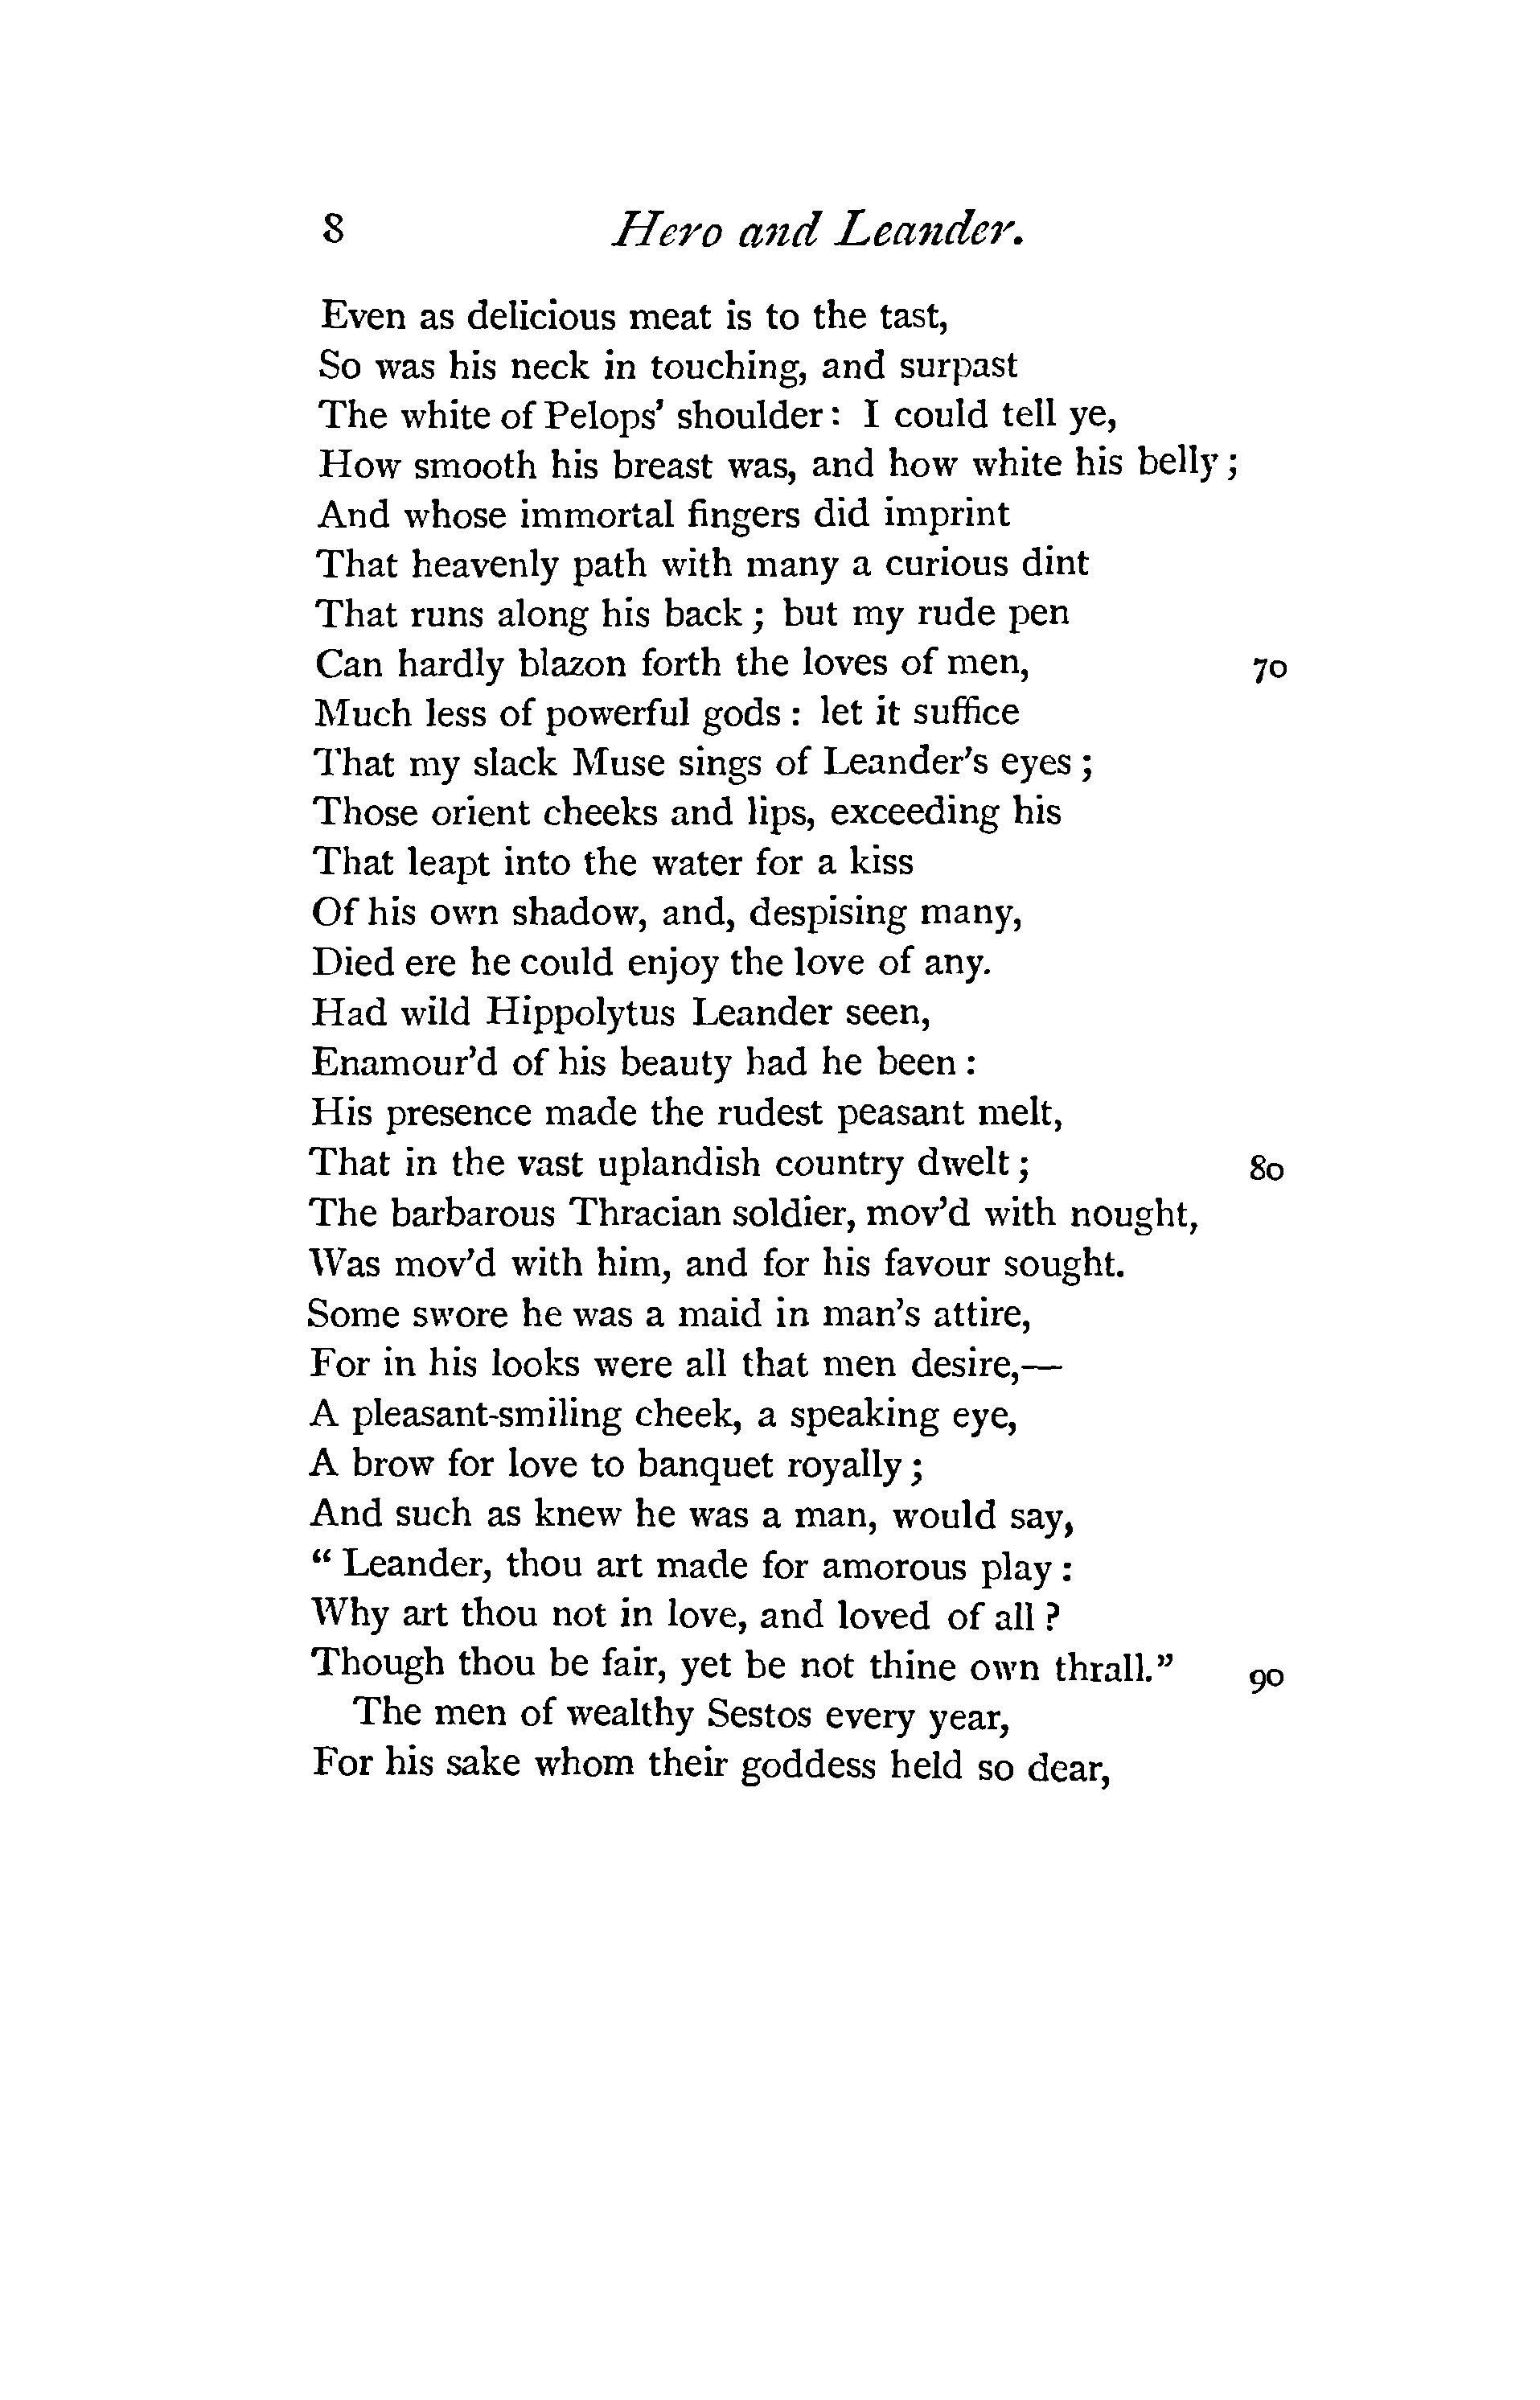 8 Hero and Leander.
Even as delicious meat is to the tast,
So was his neck in touching, and surpast
The white of Pelops' shoulder: I could tell ye,
How smooth his breast was, and how white his belly;
And whose immortal fingers did imprint
That heavenly path with many a curious dint
That runs along his back; but my rude pen
Can hardly blazon forth the loves of men, 70
Much less of powerful gods: let it suffice
That my slack Muse sings of Leander's eyes;
Those orient cheeks and lips, exceeding his
That leapt into the water for a kiss
Of his own shadow, and, despising many,
Died ere he could enjoy the love of any.
Had wild Hippolytus Leander seen,
Enamour'd of his beauty had he been:
His presence made the rudest peasant melt,
That in the vast uplandish country dwelt; 80
The barbarous Thracian soldier, mov'd with nought,
Was mov'd with him, and for his favour sought.
Some swore he was a maid in man's attire,
For in his looks were all that men desire,—
A pleasant-smiling cheek, a speaking eye,
A brow for love to banquet royally;
And such as knew he was a man, would say,
"Leander, thou art made for amorous play:
Why art thou not in love, and loved of all?
Though thou be fair, yet be not thine own thrall." 90
The men of wealthy Sestos every year,
For his sake whom their goddess held so dear,